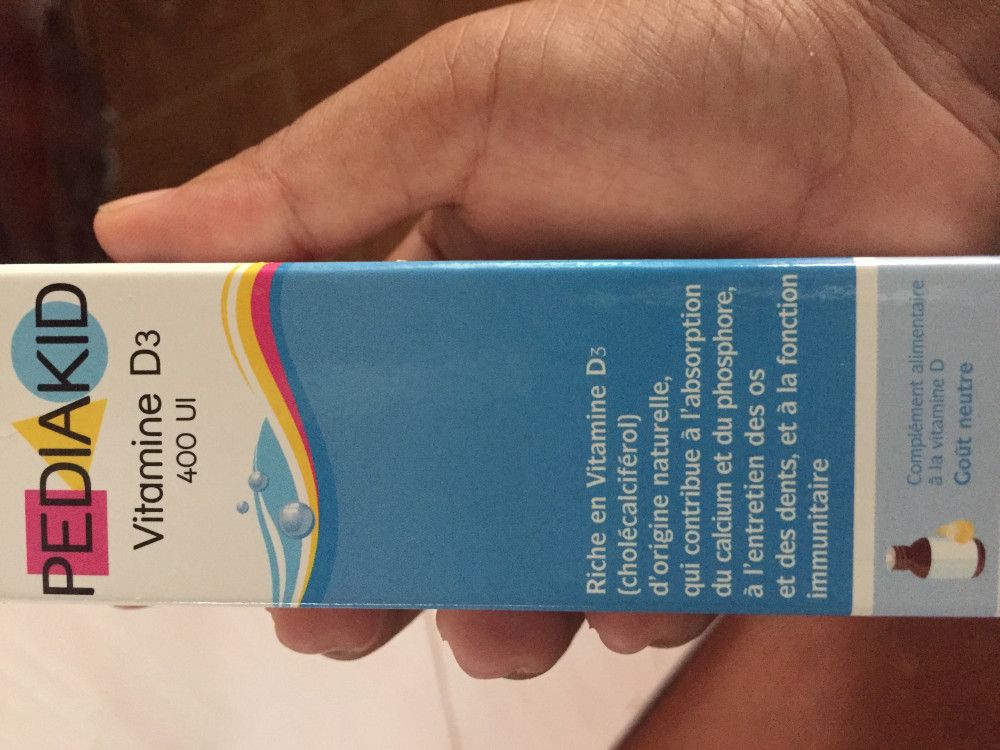 PEDIAKID
Vitamine D3
400 UI
Riche en Vitamine D3
(cholécalciférol)
d'origine naturelle,
qui contribue à l'absorption
du calcium et du phosphore,
à l'entretien des os
et des dents, et à la fonction
immunitaire
Complément alimentaire
à la vitamine D
Goût neutre